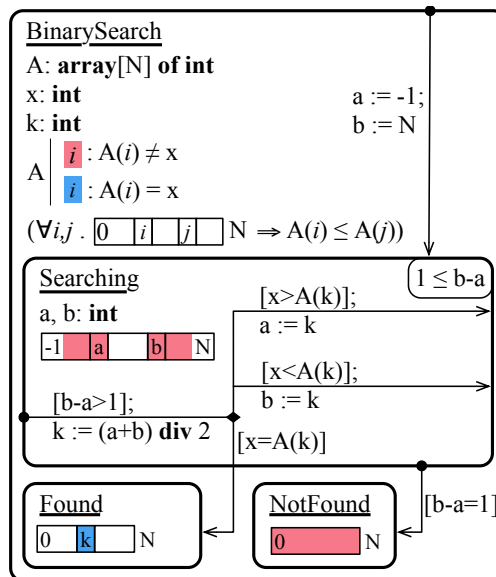 BinarySearch
A: array[N] of int
x: int
k: int
a := -1;
b := N
A
i : A(i) ≠ x
i : A(i) = x
(∀i,j . 0 i j N ⇒ A(i) ≤ A(j))
Searching
1 ≤ b-a
a, b: int
-1 a b N
[x>A(k)];
a := k
[x<A(k)];
b := k
[b-a>1];
k := (a+b) div 2
[x=A(k)]
[b-a=1]
Found
0 k N
NotFound
0 N